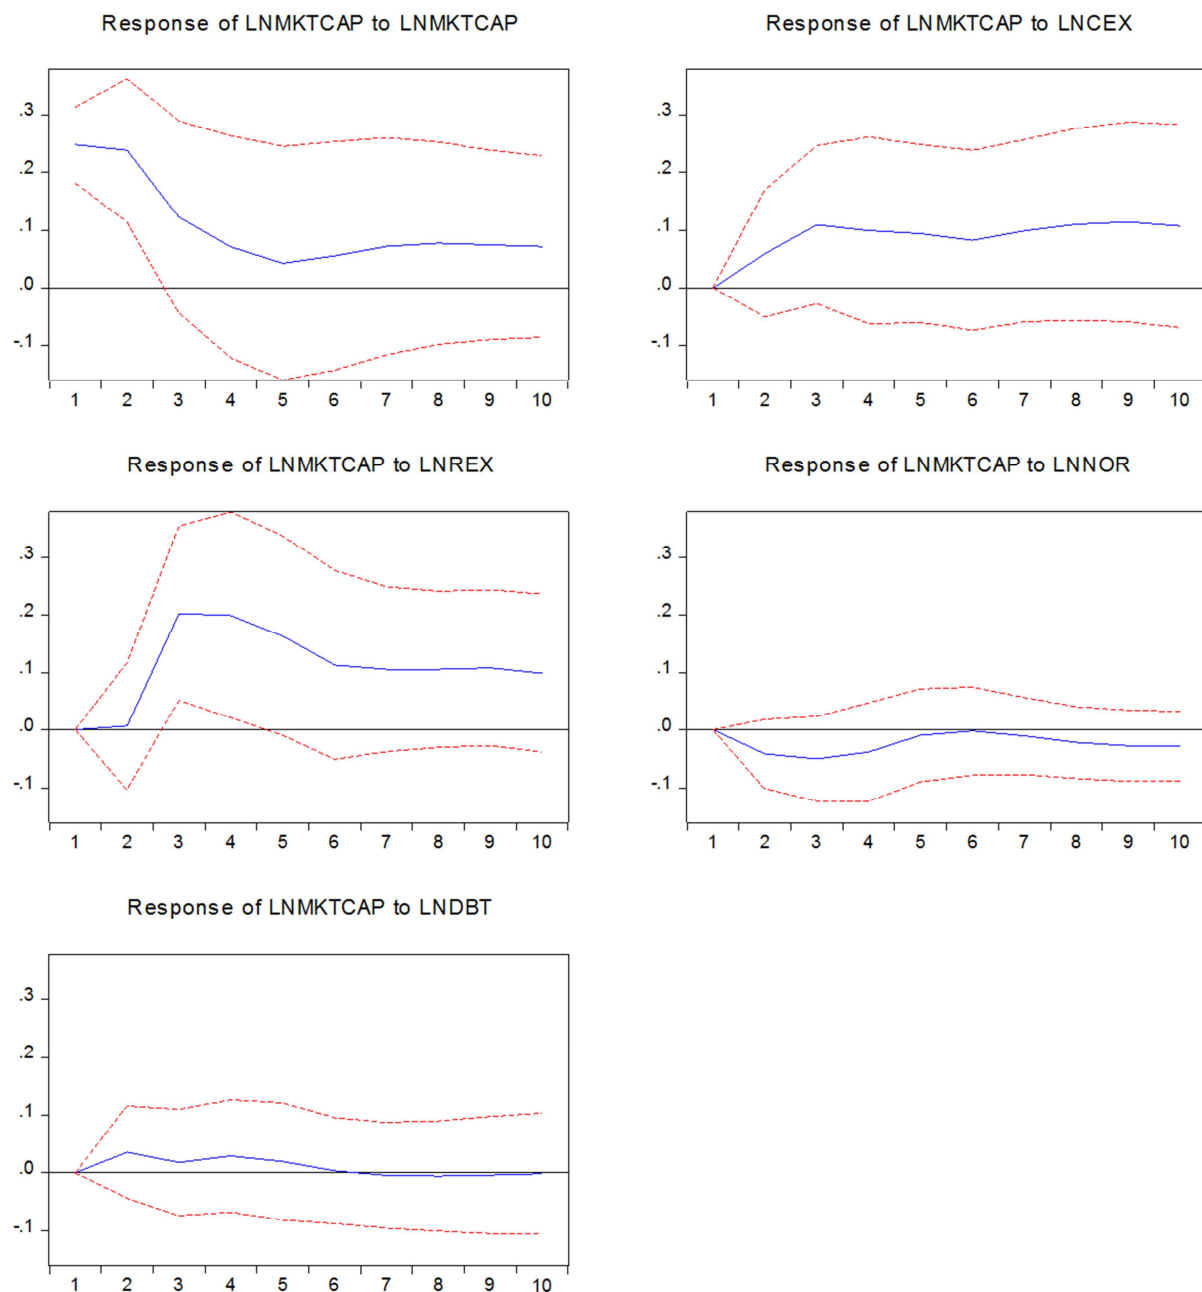 Response of LNMKTCAP to LNMKTCAP
.3
.2
.1
.0
-.1
1 2 3 4 5 6 7 8 9 10
Response of LNMKTCAP to LNCEX
.3
.2
.1
.0
-.1
1 2 3 4 5 6 7 8 9 10
Response of LNMKTCAP to LNREX
.3
.2
.1
.0
-.1
1 2 3 4 5 6 7 8 9 10
Response of LNMKTCAP to LNNOR
.3
.2
.1
.0
-.1
1 2 3 4 5 6 7 8 9 10
Response of LNMKTCAP to LNDBT
.3
.2
.1
.0
-.1
1 2 3 4 5 6 7 8 9 10